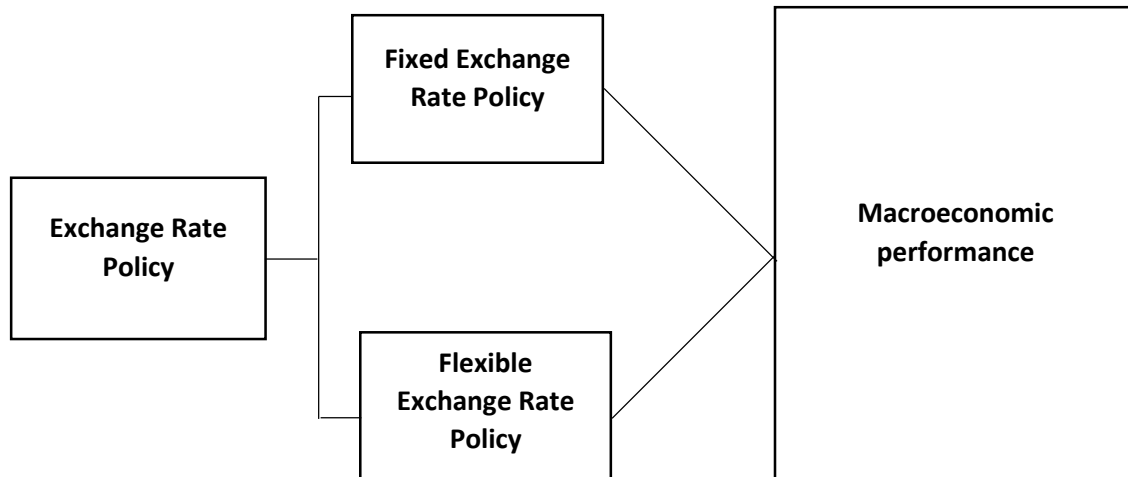 Fixed Exchange
Rate Policy
Exchange Rate
Policy
Macroeconomic
performance
Flexible
Exchange Rate
Policy